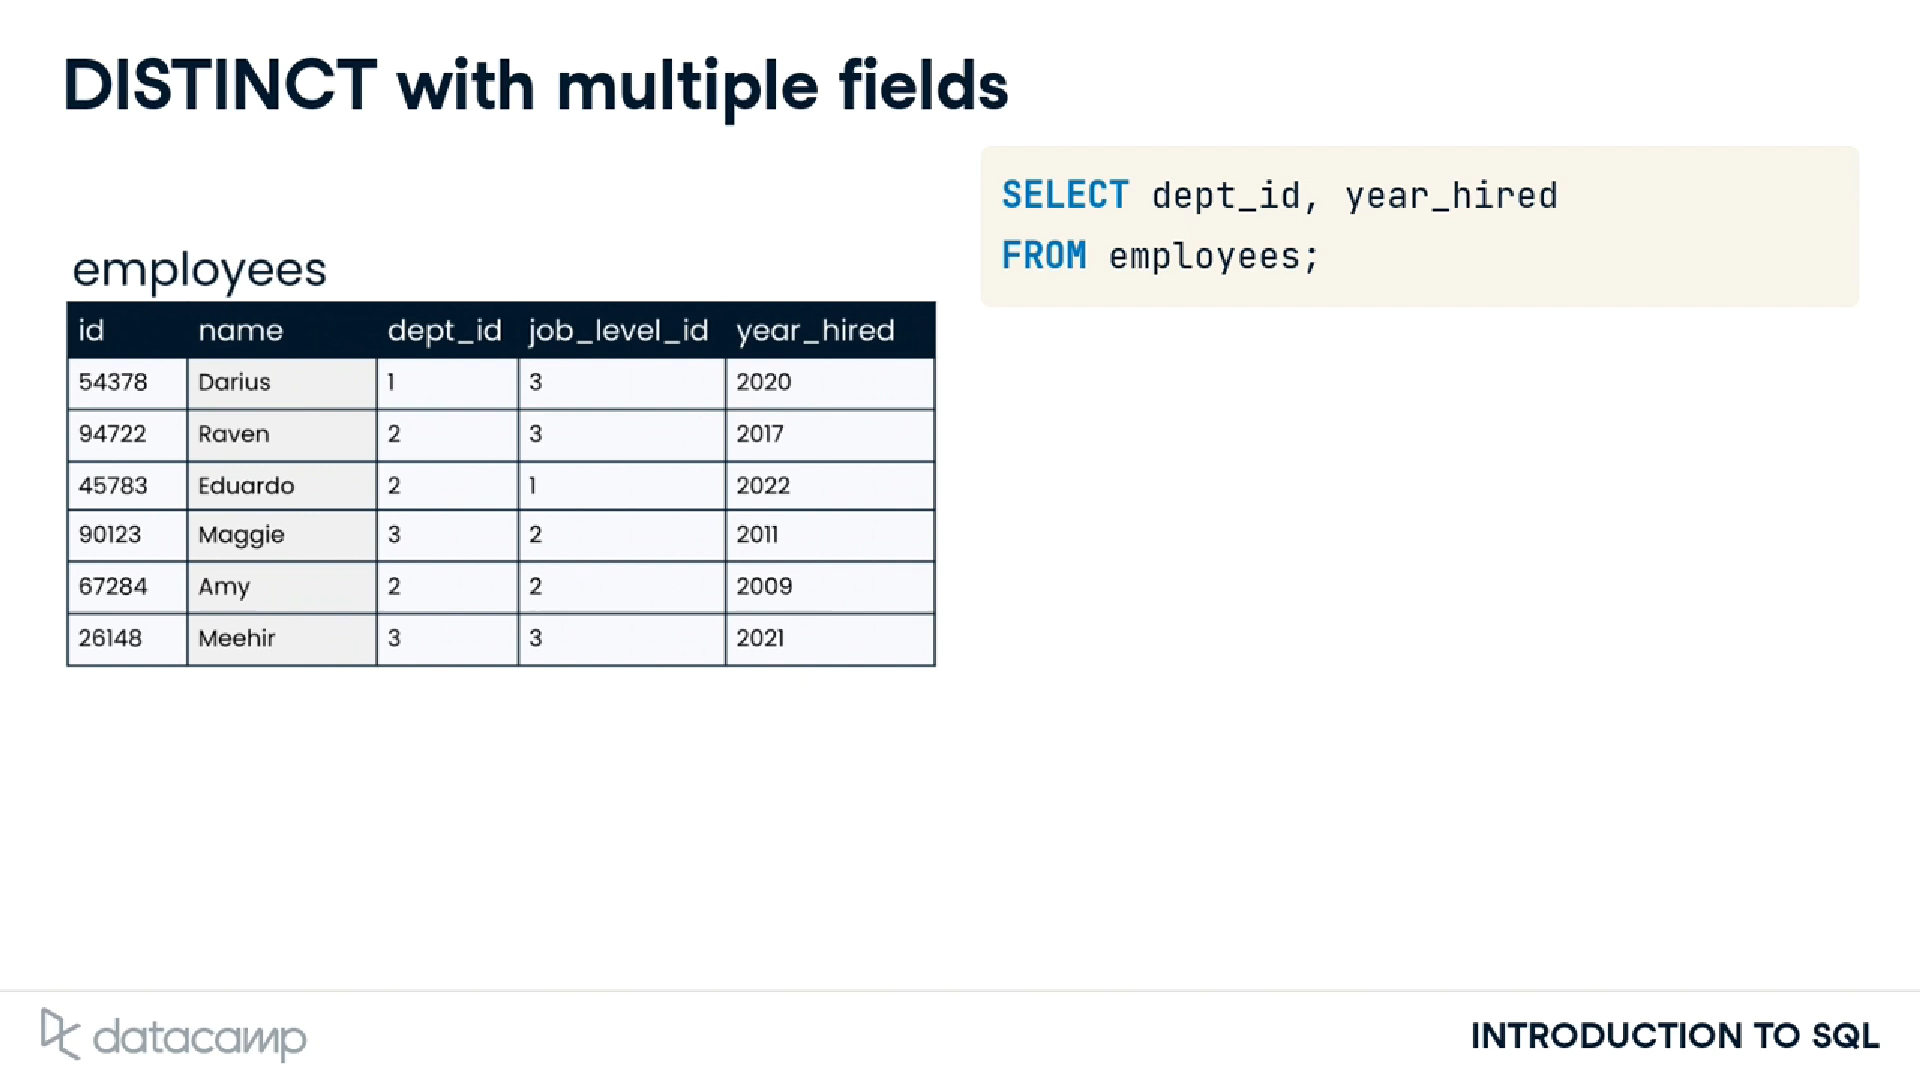 DISTINCT with multiple fields
SELECT dept_id, year_hired
FROM employees;
employees
id name dept_id job_level_id year_hired
54378 Darius 1 3 2020
94722 Raven 2 3 2017
45783 Eduardo 2 1 2022
90123 Maggie 3 2 2011
67284 Amy 2 2 2009
26148 Meehir 3 3 2021
datacamp
INTRODUCTION TO SQL